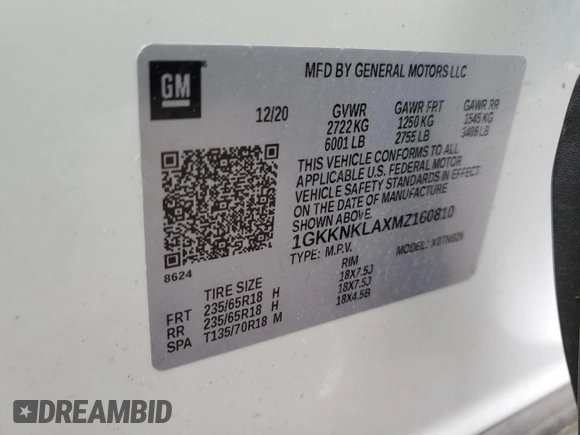 GM
MFD BY GENERAL MOTORS LLC
12/20 GVWR GAWR FRT GAWR RR
2722 KG 1250 KG 1545 KG
6001 LB 2755 LB 3406 LB
THIS VEHICLE CONFORMS TO ALL
APPLICABLE U.S. FEDERAL MOTOR
VEHICLE SAFETY STANDARDS IN EFFECT
ON THE DATE OF MANUFACTURE
SHOWN ABOVE.
1GKKNKLAXMZ160810
TYPE: M.P.V. MODEL:
8624
TIRE SIZE RIM
FRT 235/65R18 H 18X7.5J
RR 235/65R18 H 18X7.5J
SPA T135/70R18 M 18X4.5B
DREAMBID